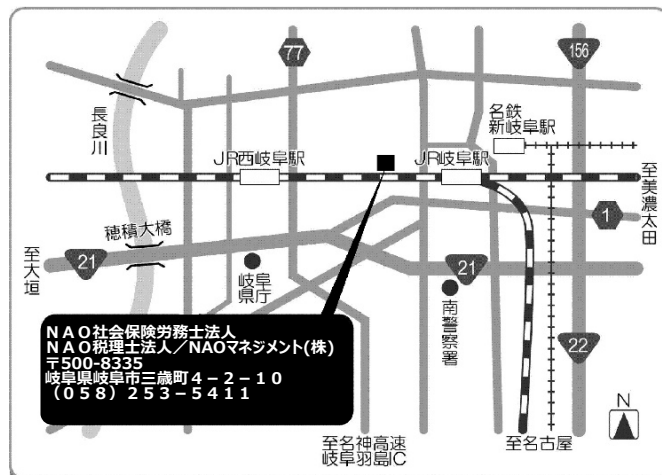 77
156
名鉄
新岐阜駅
長良川
JR西岐阜駅
JR岐阜駅
至美濃太田
穂積大橋
1
至大垣
21
岐阜
県庁
21
南警察署
NAO社会保険労務士法人
NAO税理士法人／NAOマネジメント(株)
〒500-8335
岐阜県岐阜市三歳町４－２－１０
（０５８）２５３－５４１１
22
N
至名神高速
岐阜羽島IC
至名古屋